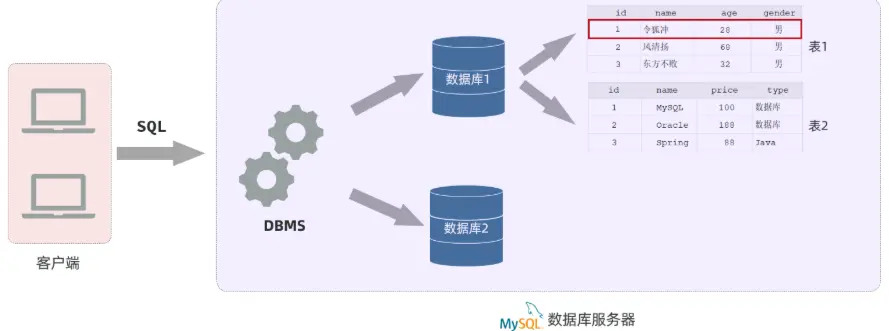 客户端
SQL
DBMS
数据库1
数据库2
id name age gender
1 令狐冲 28 男
2 风清扬 68 男
3 东方不败 32 男
表1
id name price type
1 MySQL 100 数据库
2 Oracle 188 数据库
3 Spring 88 Java
表2
MySQL 数据库服务器